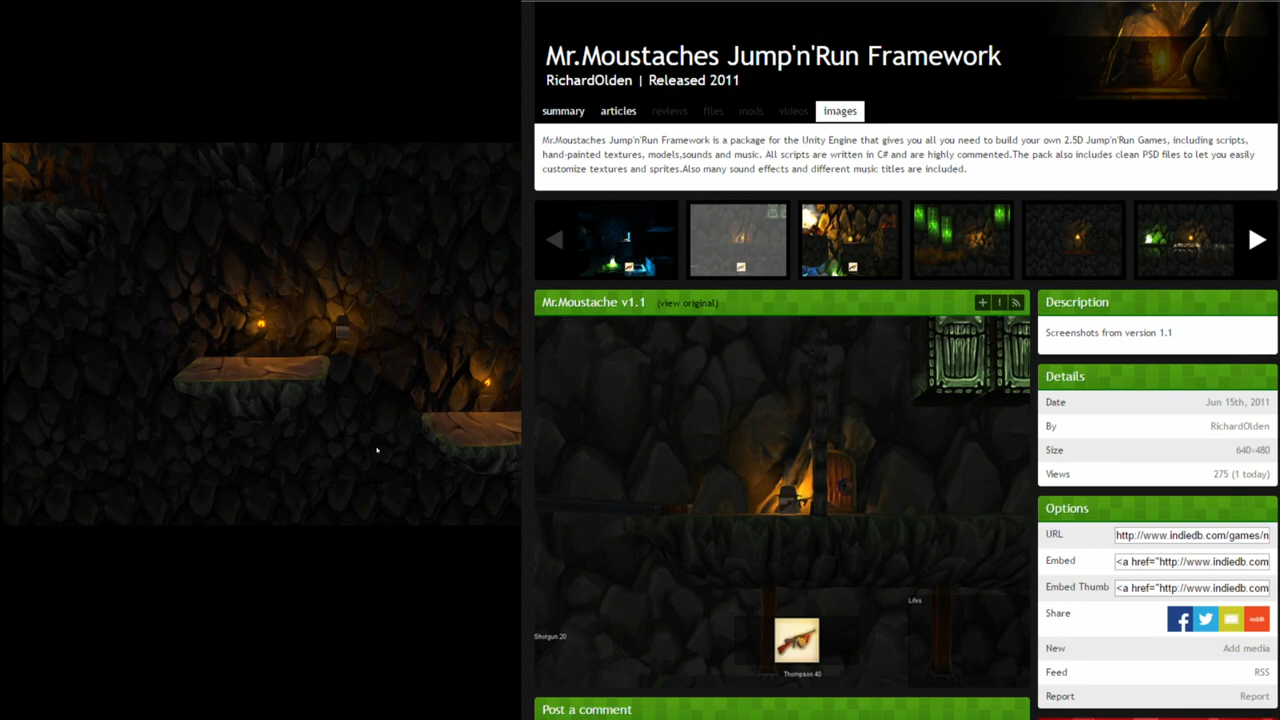 Mr.Moustaches Jump'n'Run Framework
RichardOlden | Released 2011
summary articles reviews files mods videos images
Mr.Moustaches Jump'n'Run Framework is a package for the Unity Engine that gives you all you need to build your own 2.5D Jump'n'Run Games, including scripts,
hand-painted textures, models,sounds and music. All scripts are written in C# and are highly commented.The pack also includes clean PSD files to let you easily
customize textures and sprites.Also many sound effects and different music titles are included.
Mr.Moustache v1.1 (view original)
Lifes
Shotgun 20
Thompson 40
Post a comment
Description
Screenshots from version 1.1
Details
Date Jun 15th, 2011
By RichardOlden
Size 640×480
Views 275 (1 today)
Options
URL http://www.indiedb.com/games/n
Embed <a href="http://www.indiedb.com
Embed Thumb <a href="http://www.indiedb.com
Share reddit
New Add media
Feed RSS
Report Report